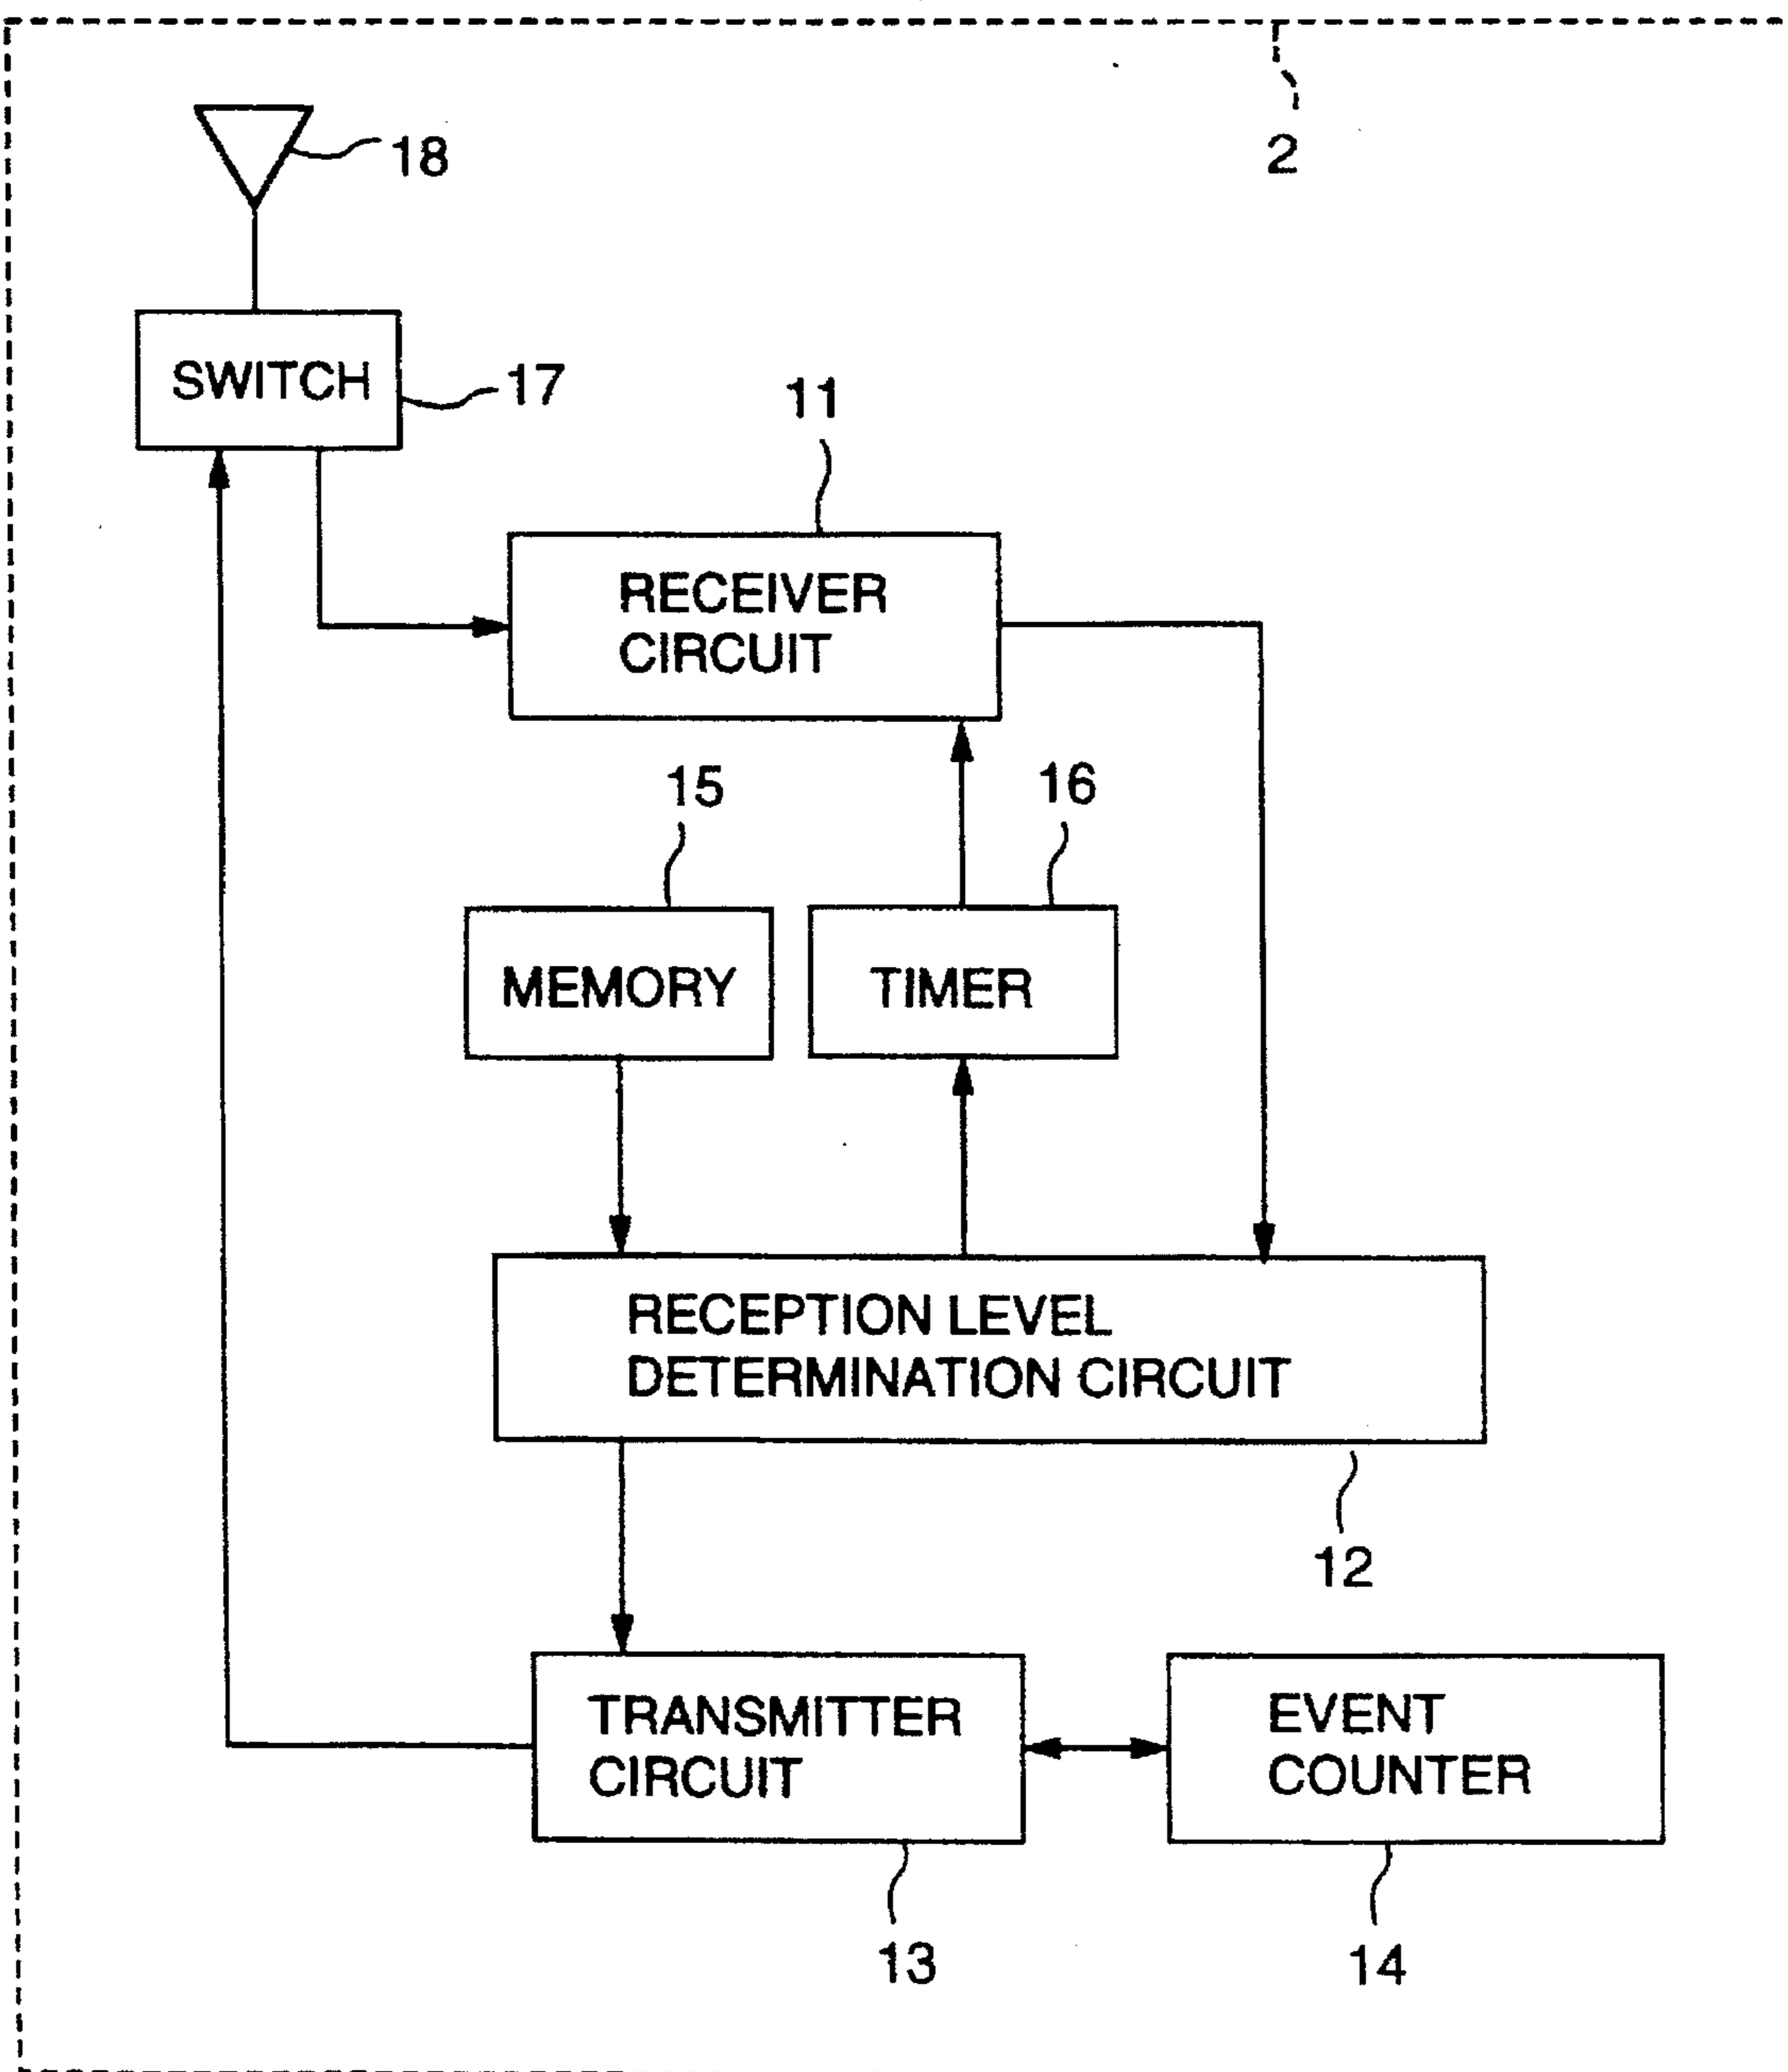 2
18
SWITCH
17
11
RECEIVER
CIRCUIT
15
16
MEMORY
TIMER
RECEPTION LEVEL
DETERMINATION CIRCUIT
12
TRANSMITTER
CIRCUIT
EVENT
COUNTER
13
14